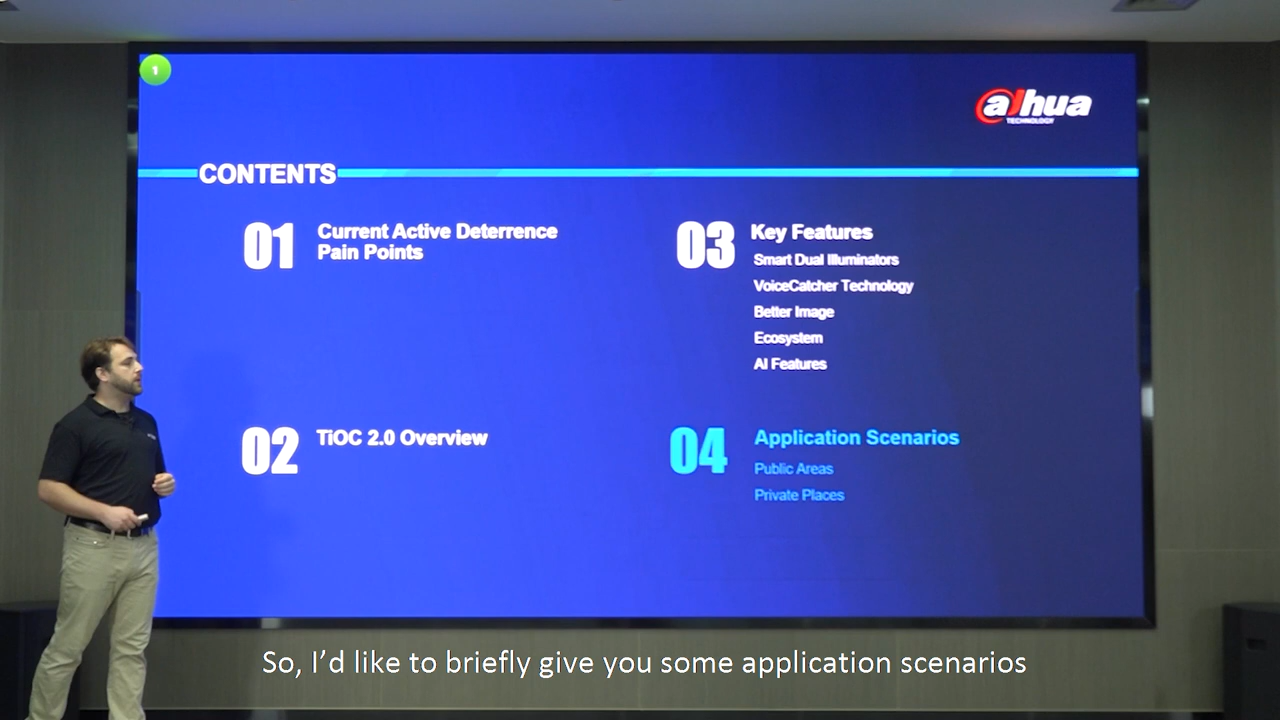 1
alhua
TECHNOLOGY
CONTENTS
01
Current Active Deterrence
Pain Points
02
TiOC 2.0 Overview
03
Key Features
Smart Dual Illuminators
VoiceCatcher Technology
Better Image
Ecosystem
AI Features
04
Application Scenarios
Public Areas
Private Places
So, I’d like to briefly give you some application scenarios